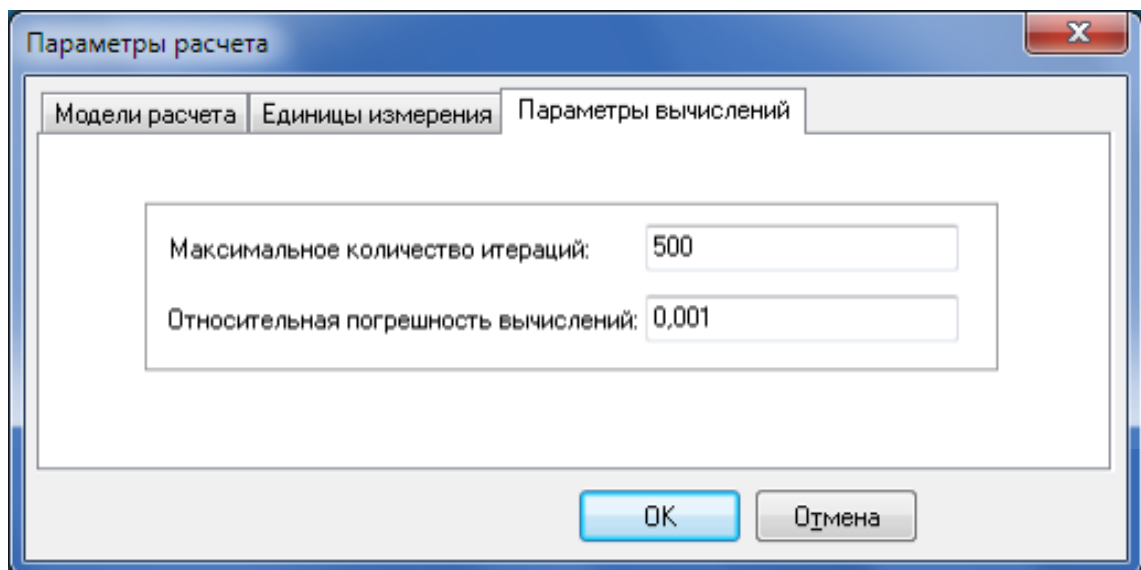 Параметры расчета
Модели расчета Единицы измерения Параметры вычислений
Максимальное количество итераций: 500
Относительная погрешность вычислений: 0,001
OK Отмена